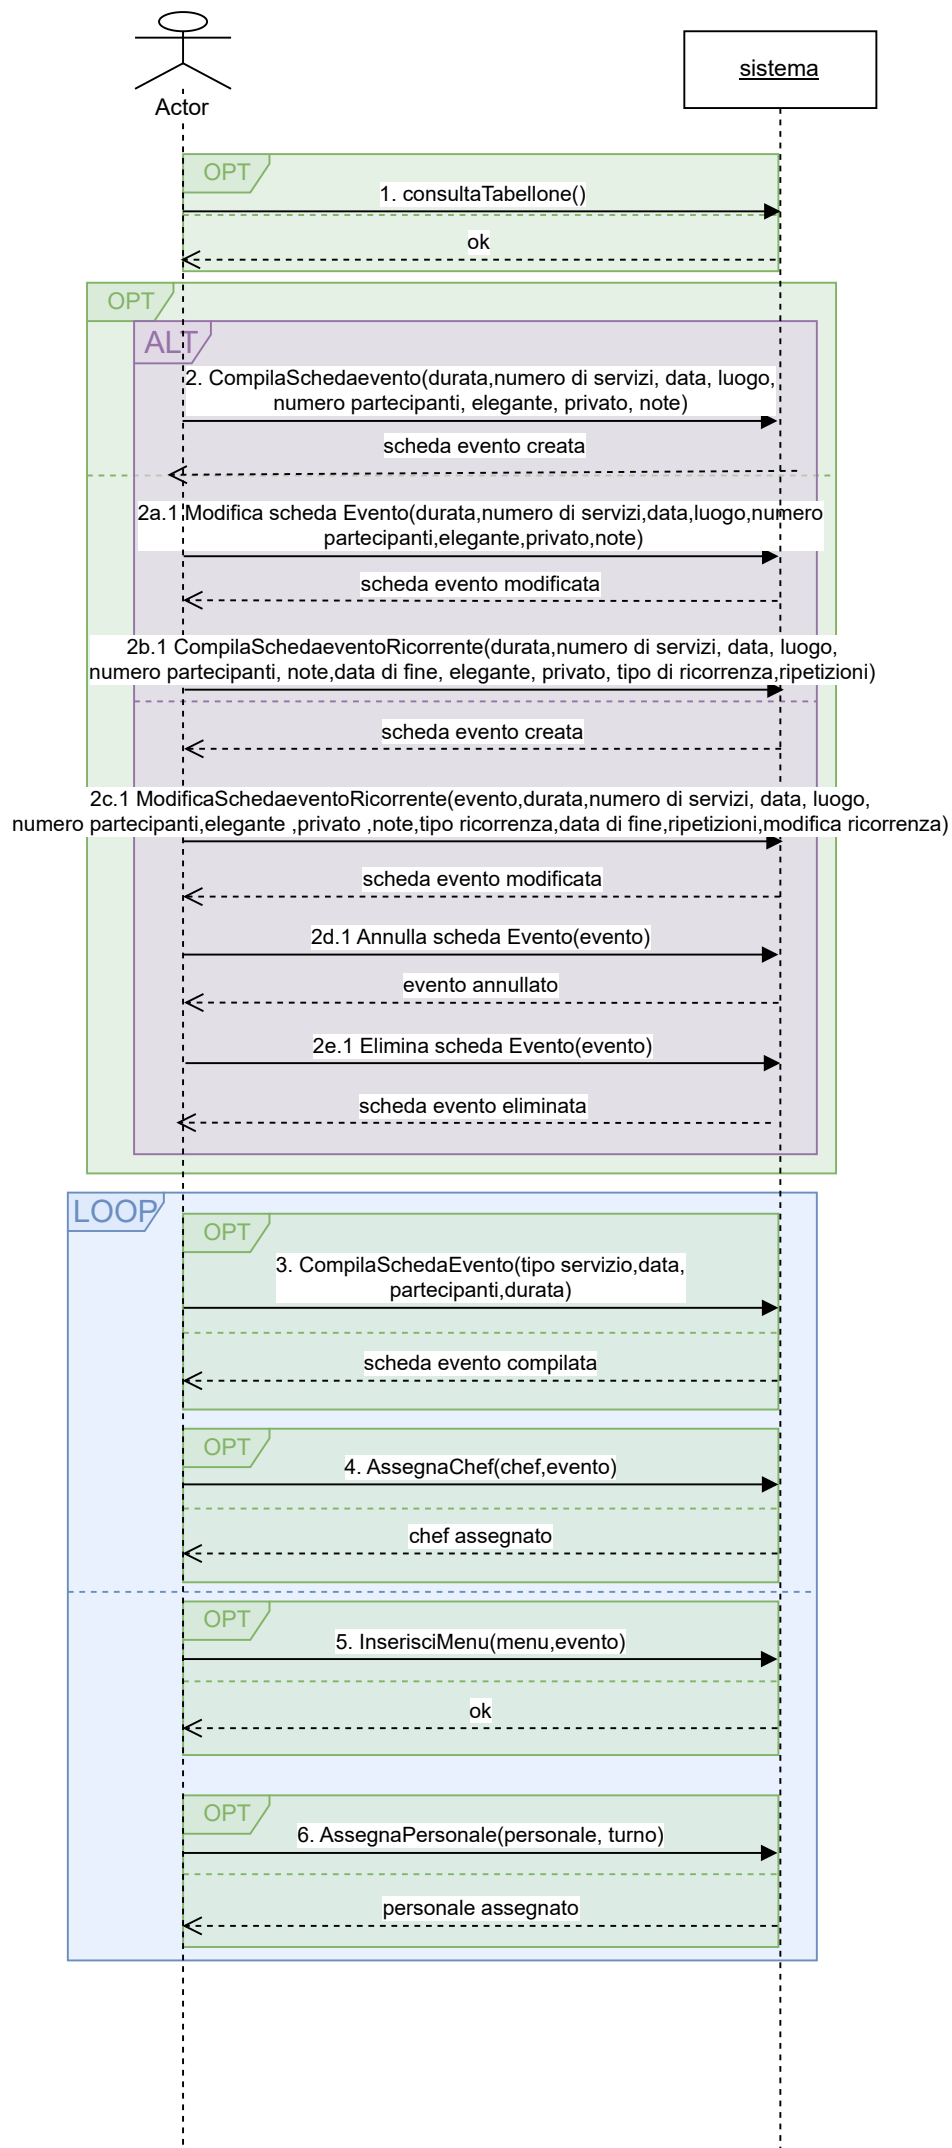 Actor
sistema
OPT
1. consultaTabellone()
ok
OPT
ALT
2. CompilaSchedaevento(durata,numero di servizi, data, luogo,
numero partecipanti, elegante, privato, note)
scheda evento creata
2a.1 Modifica scheda Evento(durata,numero di servizi,data,luogo,numero
partecipanti,elegante,privato,note)
scheda evento modificata
2b.1 CompilaSchedaeventoRicorrente(durata,numero di servizi, data, luogo,
numero partecipanti, note,data di fine, elegante, privato, tipo di ricorrenza,ripetizioni)
scheda evento creata
2c.1 ModificaSchedaeventoRicorrente(evento,durata,numero di servizi, data, luogo,
numero partecipanti,elegante ,privato ,note,tipo ricorrenza,data di fine,ripetizioni,modifica ricorrenza)
scheda evento modificata
2d.1 Annulla scheda Evento(evento)
evento annullato
2e.1 Elimina scheda Evento(evento)
scheda evento eliminata
LOOP
OPT
3. CompilaSchedaEvento(tipo servizio,data,
partecipanti,durata)
scheda evento compilata
OPT
4. AssegnaChef(chef,evento)
chef assegnato
OPT
5. InserisciMenu(menu,evento)
ok
OPT
6. AssegnaPersonale(personale, turno)
personale assegnato